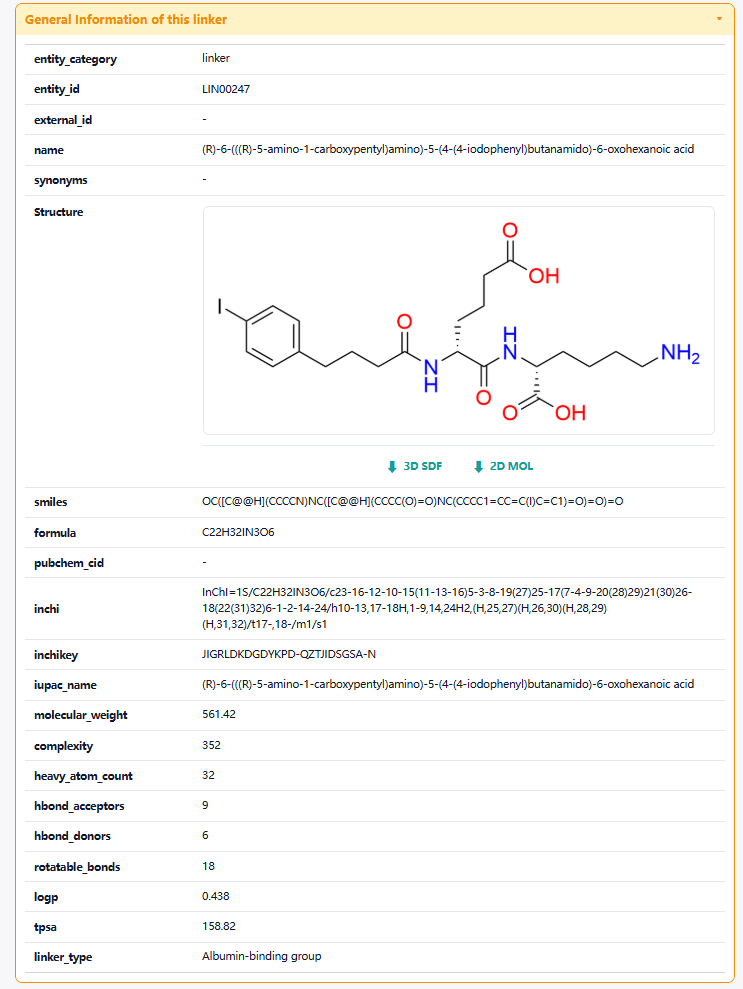 General Information of this linker
entity_category linker
entity_id LIN00247
external_id -
name (R)-6-(((R)-5-amino-1-carboxypentyl)amino)-5-(4-(4-iodophenyl)butanamido)-6-oxohexanoic acid
synonyms -
Structure
O
OH
I
O
H
N
NH2
N
H
O
O
OH
3D SDF 2D MOL
smiles OC([C@@H](CCCCN)NC([C@@H](CCCC(O)=O)NC(CCCC1=CC=C(I)C=C1)=O)=O)=O
formula C22H32IN3O6
pubchem_cid -
inchi InChI=1S/C22H32IN3O6/c23-16-12-10-15(11-13-16)5-3-8-19(27)25-17(7-4-9-20(28)29)21(30)26-
18(22(31)32)6-1-2-14-24/h10-13,17-18H,1-9,14,24H2,(H,25,27)(H,26,30)(H,28,29)
(H,31,32)/t17-,18-/m1/s1
inchikey JIGRLDKDGDYKPD-QZTJIDSGSA-N
iupac_name (R)-6-(((R)-5-amino-1-carboxypentyl)amino)-5-(4-(4-iodophenyl)butanamido)-6-oxohexanoic acid
molecular_weight 561.42
complexity 352
heavy_atom_count 32
hbond_acceptors 9
hbond_donors 6
rotatable_bonds 18
logp 0.438
tpsa 158.82
linker_type Albumin-binding group